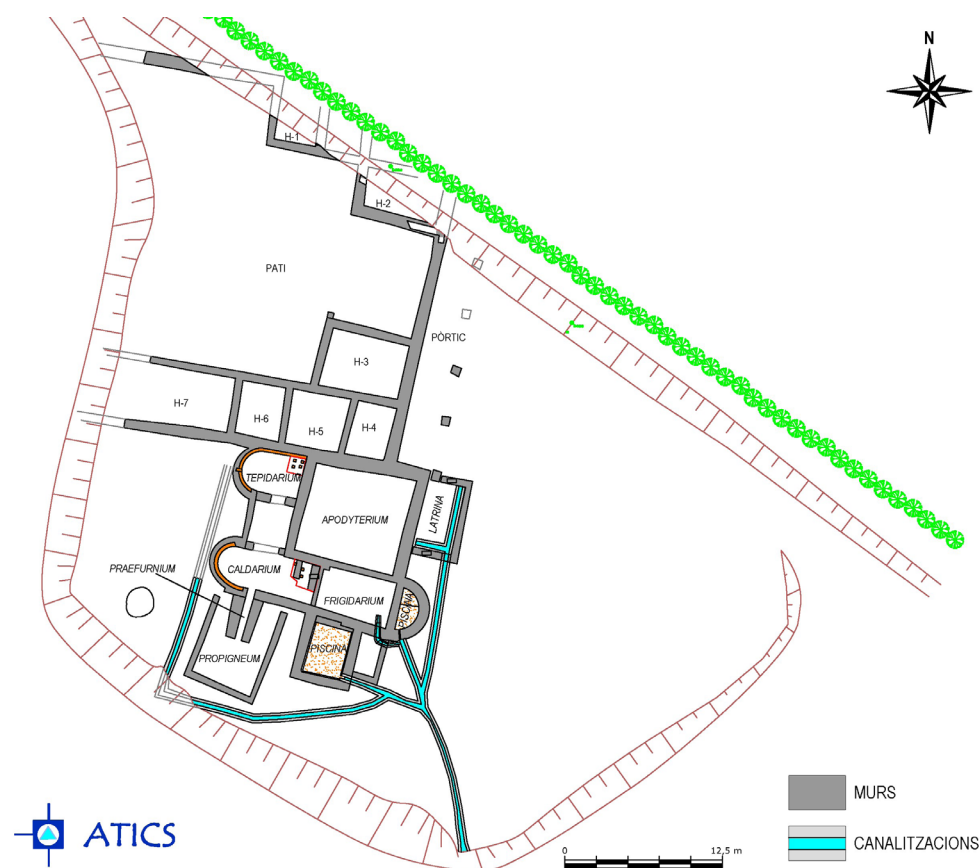 N
H-1
H-2
PATI
PÒRTIC
H-3
H-7
H-6
H-5
H-4
TEPIDARIUM
APODYTERIUM
LATRINA
PRAEFURNIUM
CALDARIUM
FRIGIDARIUM
PISCINA
PISCINA
PROPIGNEUM
MURS
ATICS
CANALITZACIONS
0
12,5 m